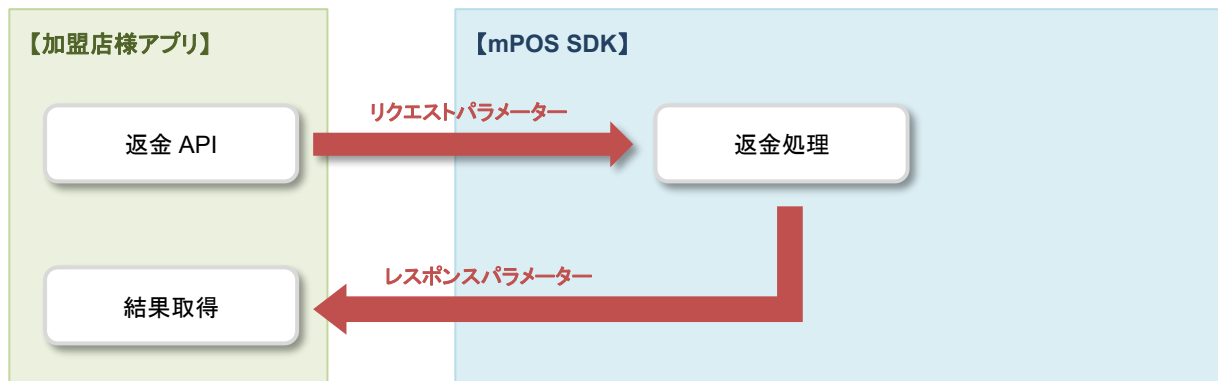 【加盟店様アプリ】
【mPOS SDK】
リクエストパラメーター
返金 API
返金処理
レスポンスパラメーター
結果取得